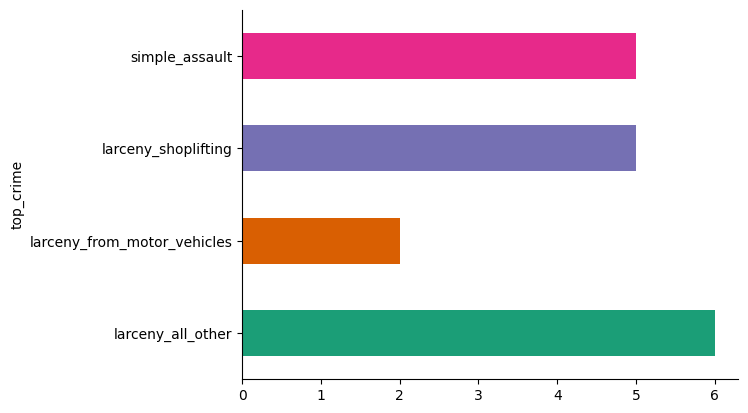 top_crime
simple_assault
larceny_shoplifting
larceny_from_motor_vehicles
larceny_all_other
0 1 2 3 4 5 6